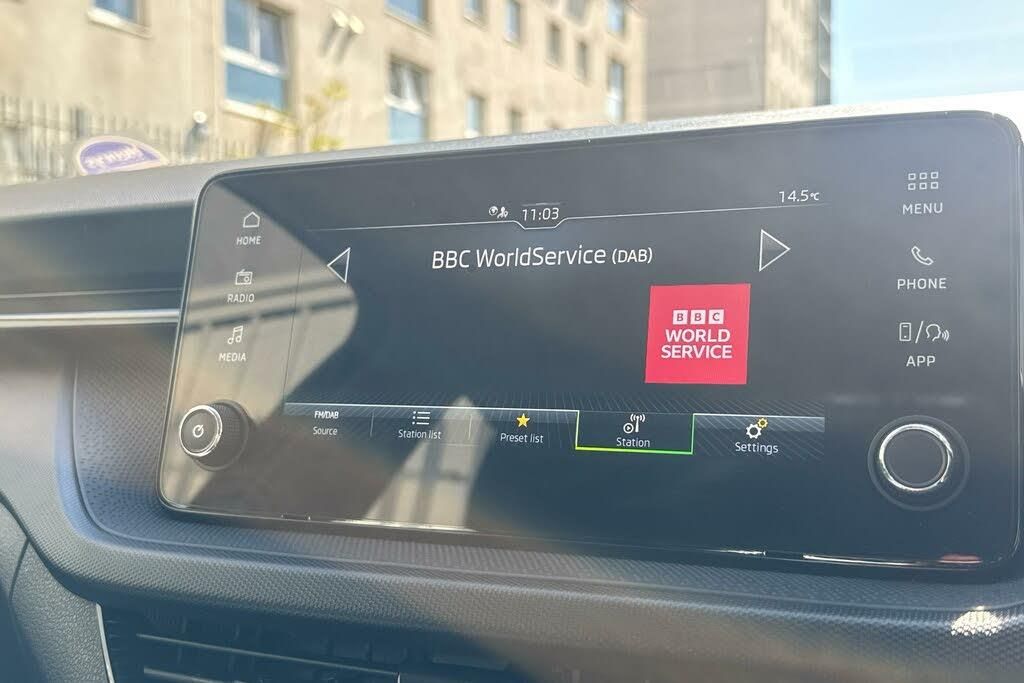 11:03
14.5°C
BBC WorldService (DAB)
HOME
RADIO
MEDIA
MENU
PHONE
APP
BBC
WORLD
SERVICE
FM/DAB
Source
Station list
Preset list
Station
Settings